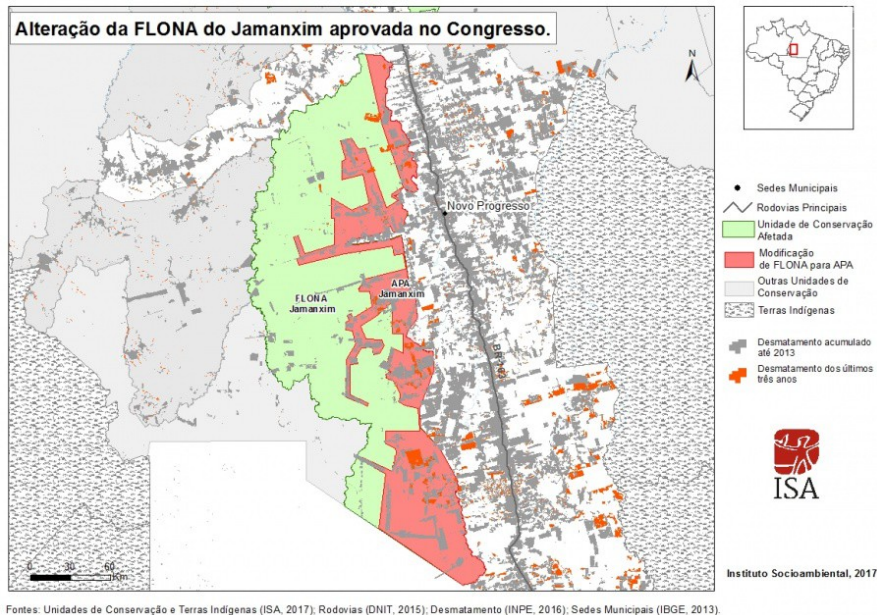 Alteração da FLONA do Jamanxim aprovada no Congresso.
N
Novo Progresso
APA
Jamanxim
FLONA
Jamanxim
0 30 60
Km
Sedes Municipais
Rodovias Principais
Unidade de Conservação
Afetada
Modificação
de FLONA para APA
Outras Unidades de
Conservação
Terras Indígenas
Desmatamento acumulado
até 2013
Desmatamento dos últimos
três anos
ISA
Instituto Socioambiental, 2017
Fontes: Unidades de Conservação e Terras Indígenas (ISA, 2017); Rodovias (DNIT, 2015); Desmatamento (INPE, 2016); Sedes Municipais (IBGE, 2013).